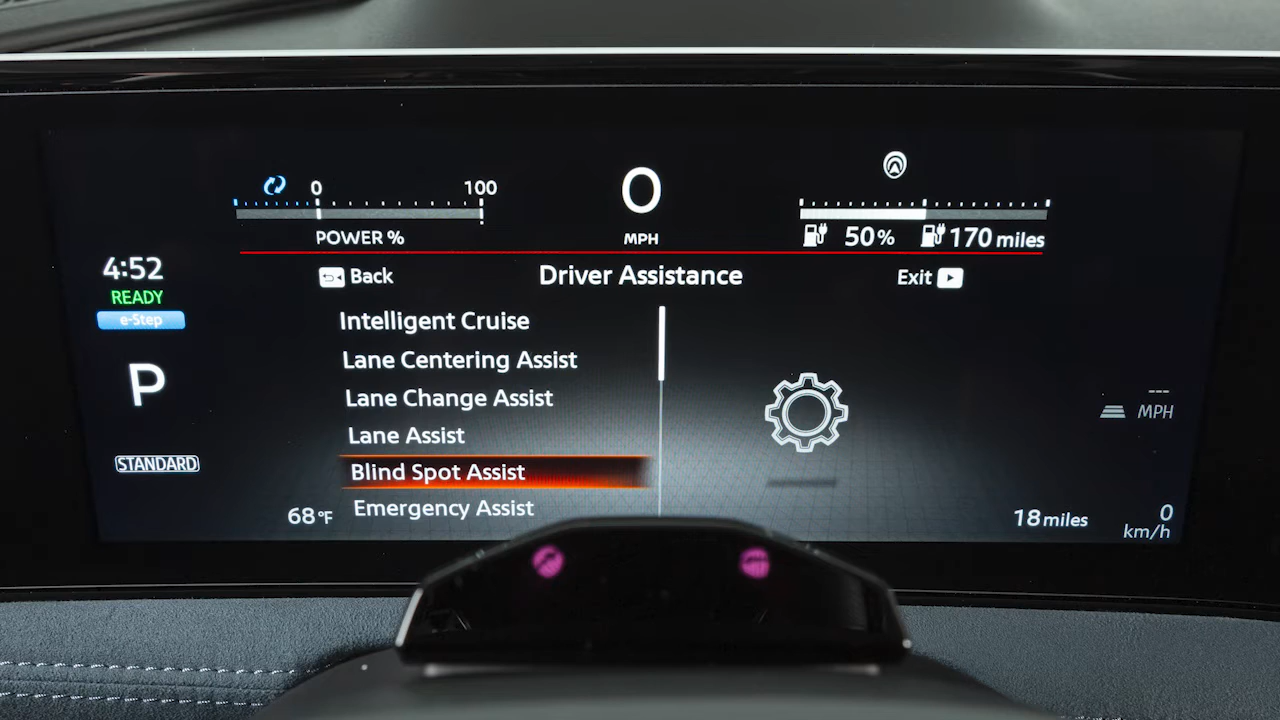 0 100
POWER %
0
MPH
50% 170 miles
4:52
READY
e-Step
P
STANDARD
Back
Driver Assistance
Exit
Intelligent Cruise
Lane Centering Assist
Lane Change Assist
Lane Assist
Blind Spot Assist
Emergency Assist
68°F
---
MPH
18 miles
0
km/h